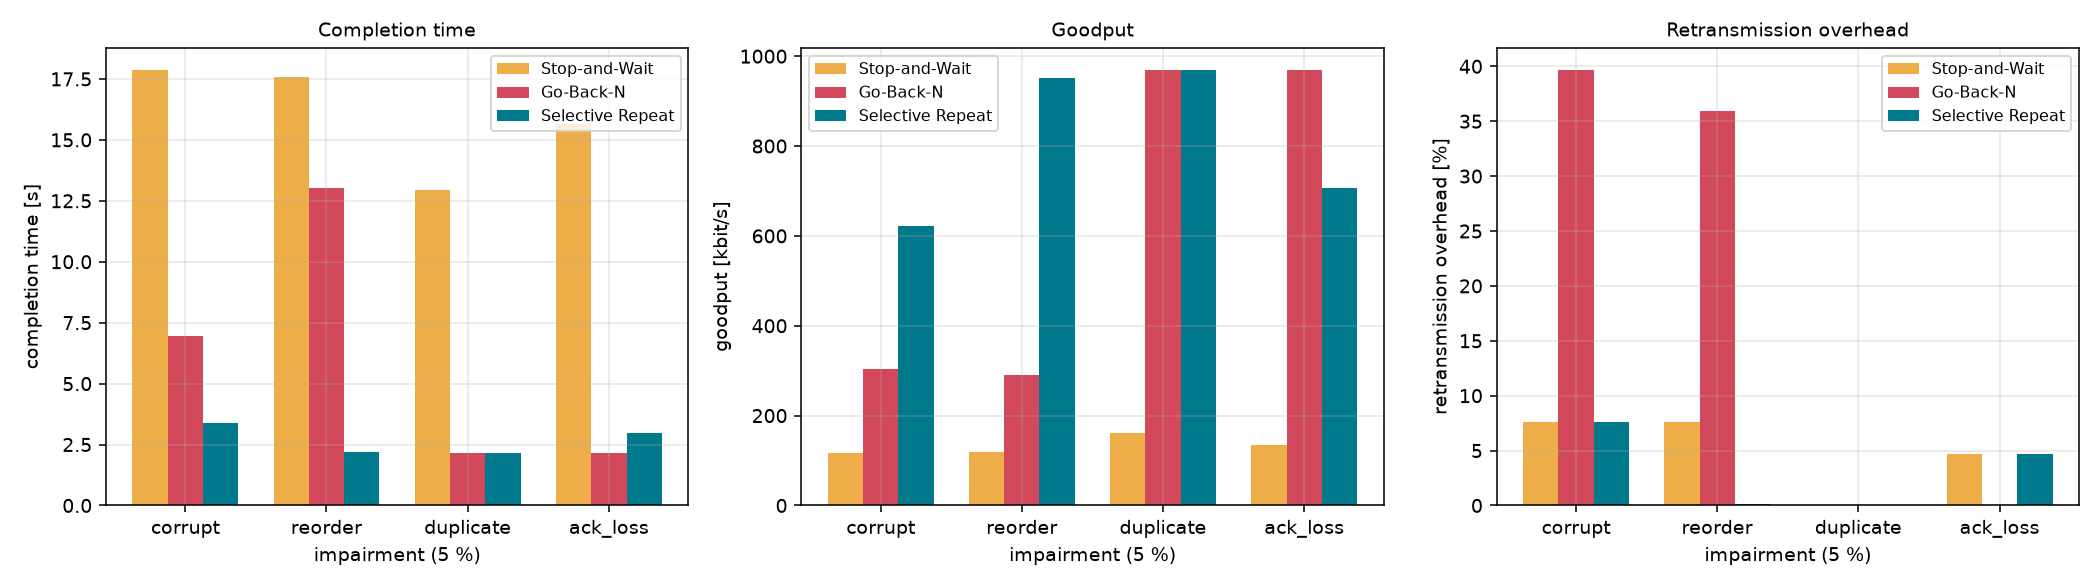 Completion time
completion time [s]
17.5
15.0
12.5
10.0
7.5
5.0
2.5
0.0
Stop-and-Wait
Go-Back-N
Selective Repeat
corrupt
reorder
duplicate
ack_loss
impairment (5 %)
Goodput
goodput [kbit/s]
1000
800
600
400
200
0
Stop-and-Wait
Go-Back-N
Selective Repeat
corrupt
reorder
duplicate
ack_loss
impairment (5 %)
Retransmission overhead
retransmission overhead [%]
40
35
30
25
20
15
10
5
0
Stop-and-Wait
Go-Back-N
Selective Repeat
corrupt
reorder
duplicate
ack_loss
impairment (5 %)